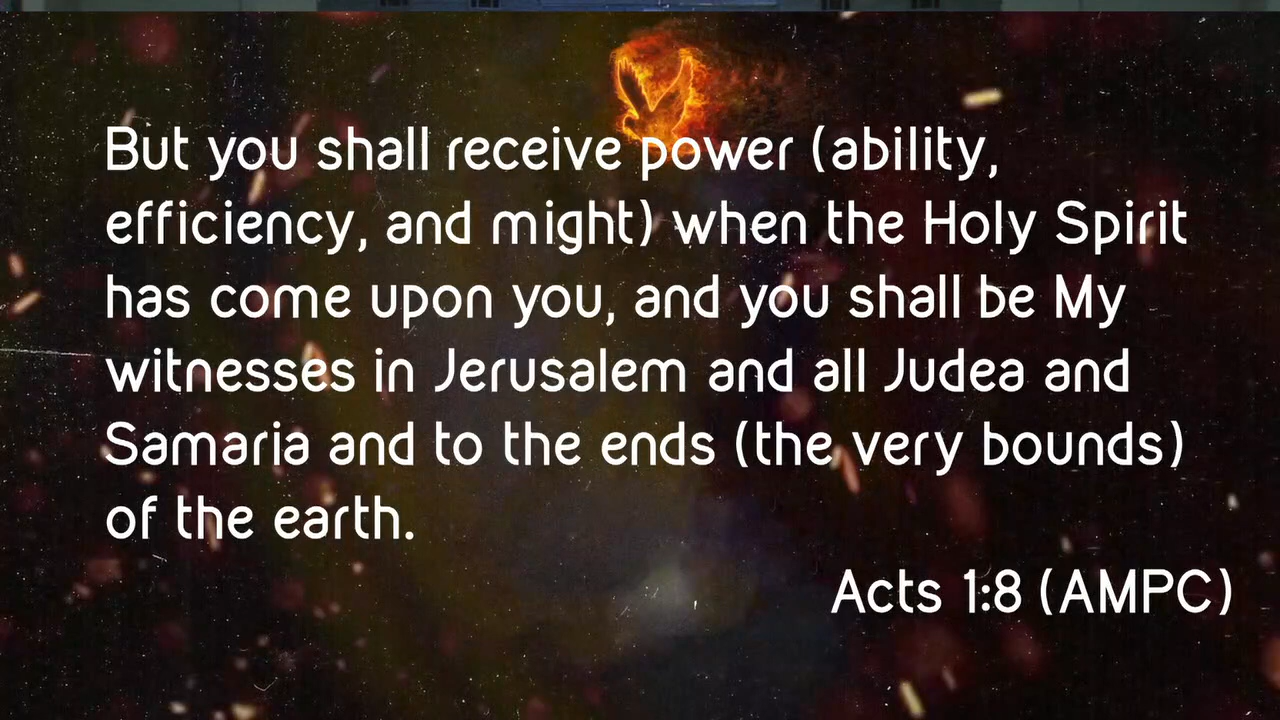 But you shall receive power (ability,
efficiency, and might) when the Holy Spirit
has come upon you, and you shall be My
witnesses in Jerusalem and all Judea and
Samaria and to the ends (the very bounds)
of the earth.
Acts 1:8 (AMPC)